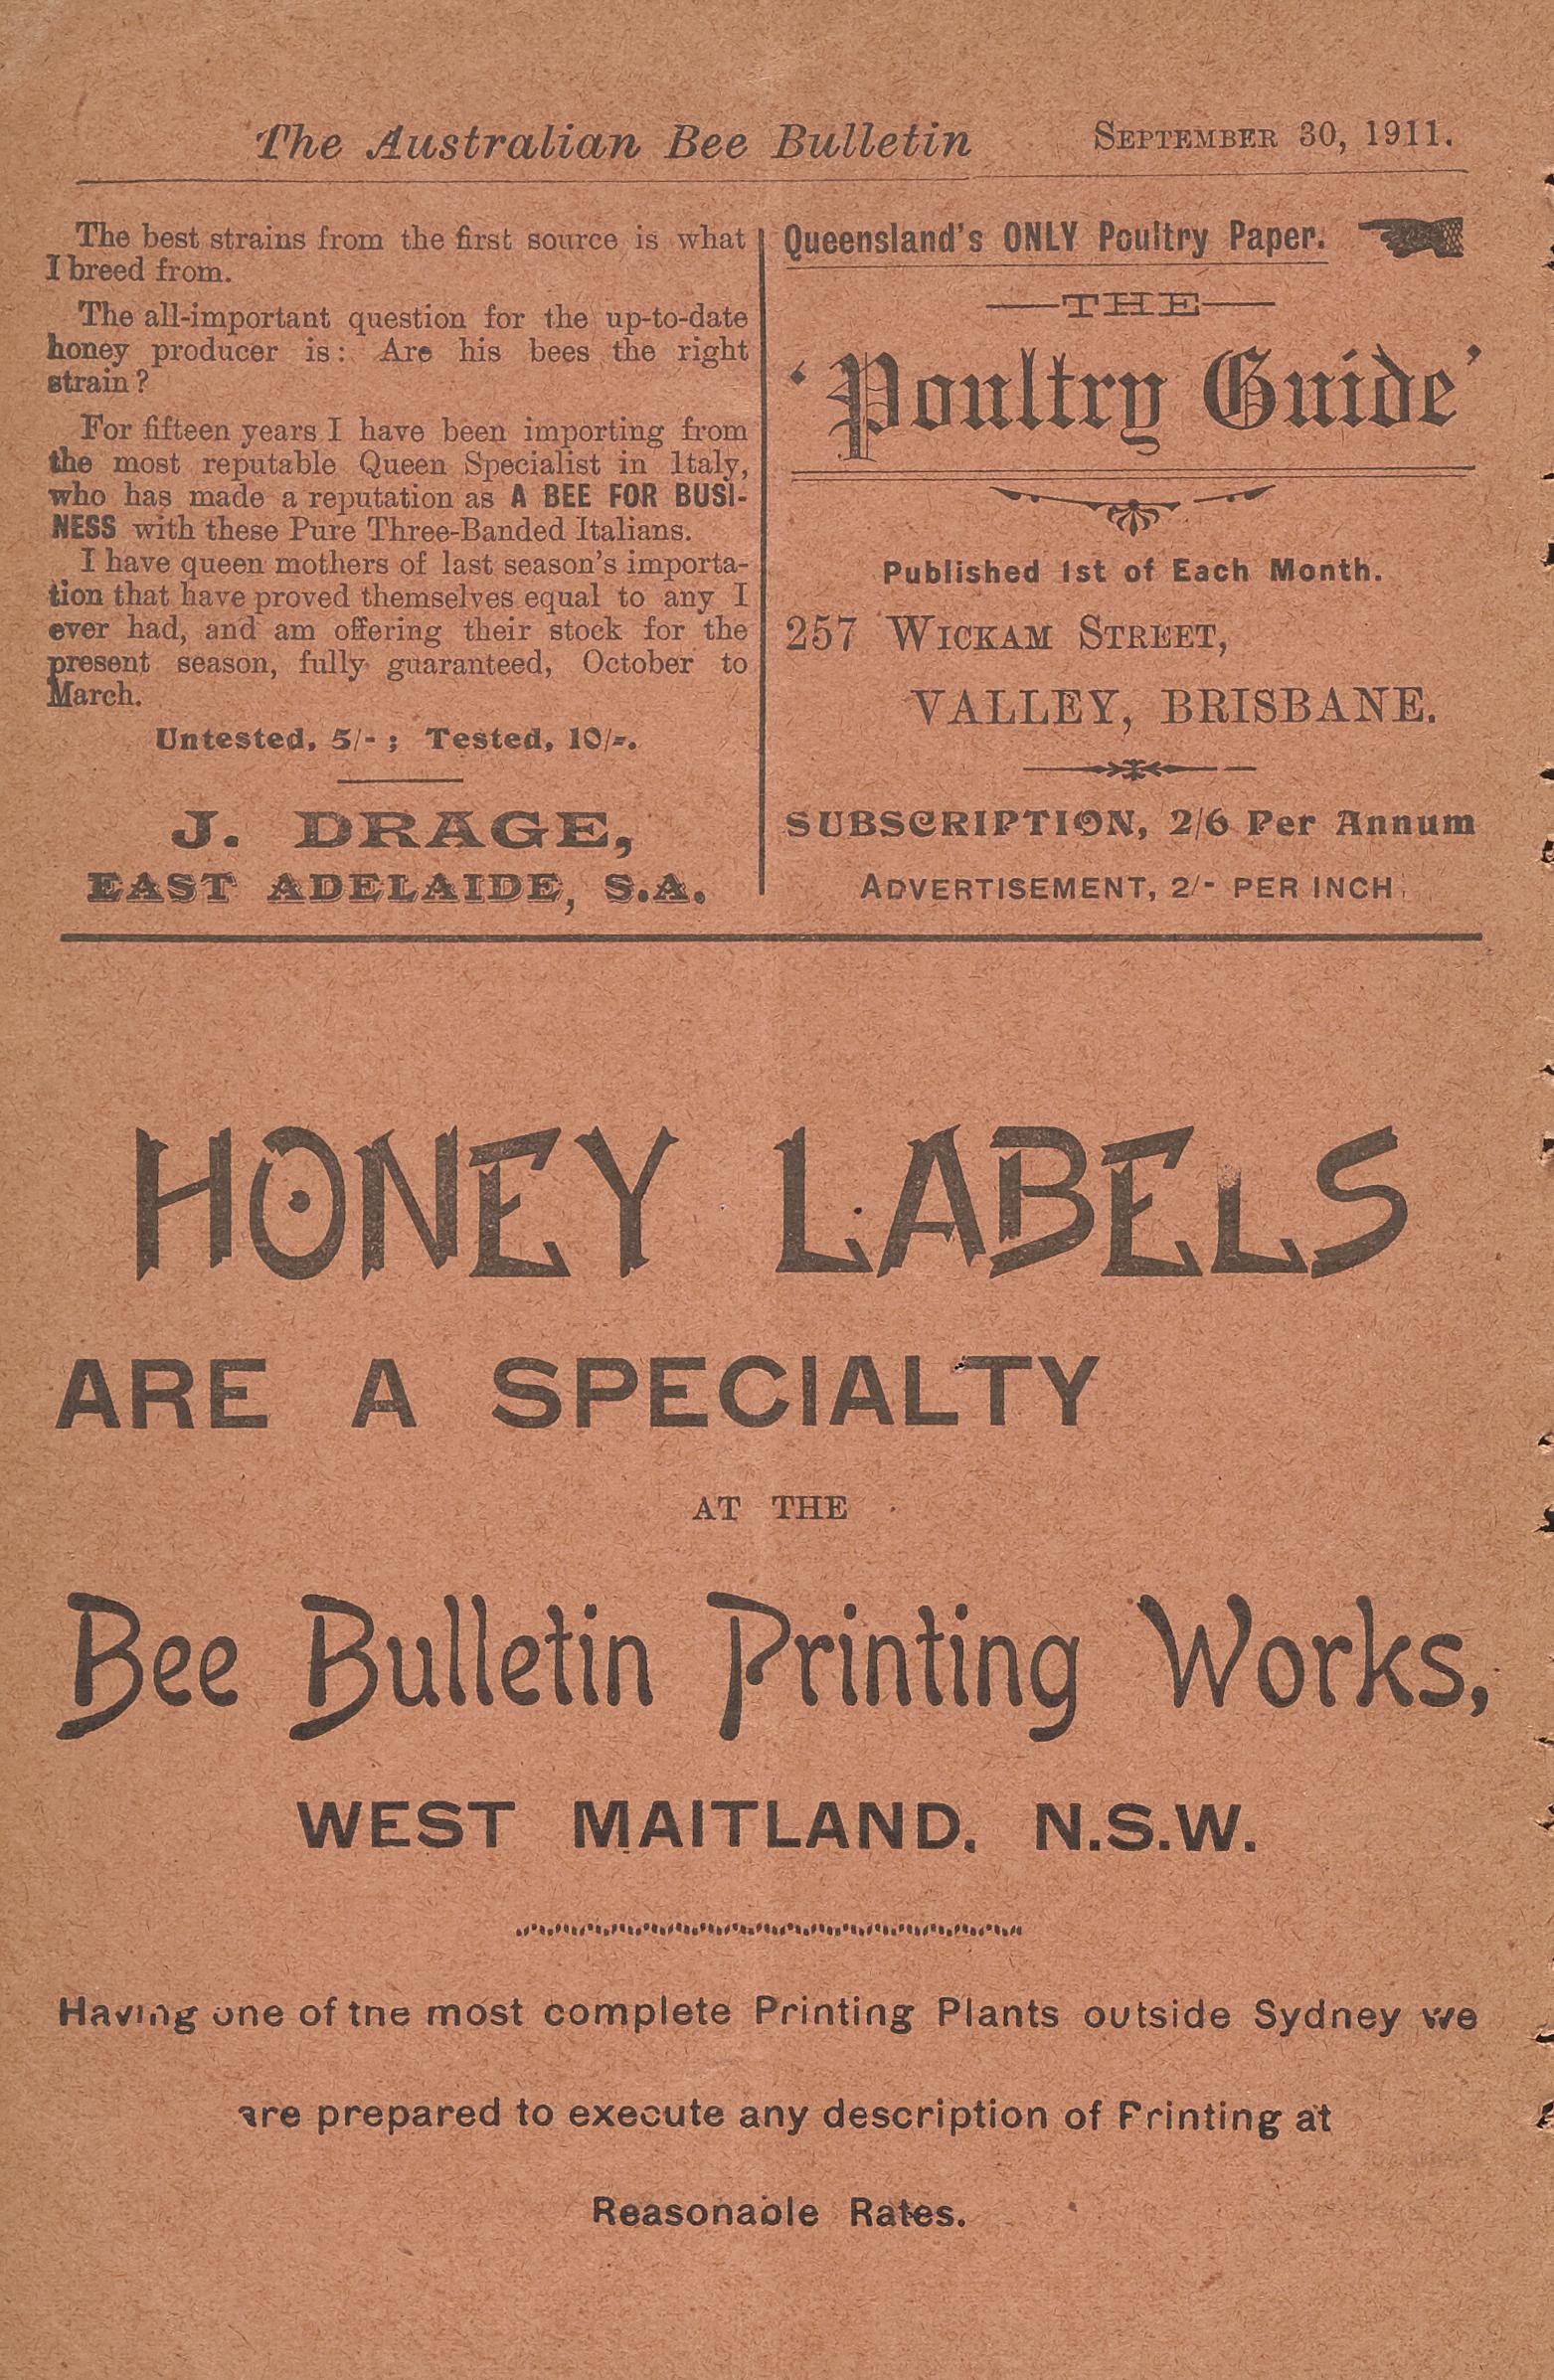 The Australian Bee Bulletin SEPTEMBER 30, 1911.
The best strains from the first source is what
I breed from.
The all-important question for the up-to-date
honey producer is: Are his bees the right
strain?
For fifteen years I have been importing from
the most reputable Queen Specialist in Italy,
who has made a reputation as A BEE FOR BUSI-
NESS with these Pure Three-Banded Italians.
I have queen mothers of last season's importa-
tion that have proved themselves equal to any I
ever had, and am offering their stock for the
present season, fully guaranteed, October to
March.
Untested, 5/-; Tested, 10/-.
J. DRAGE,
EAST ADELAIDE, S.A.
Queensland's ONLY Poultry Paper.
THE
'Poultry Guide'
Published 1st of Each Month.
257 WICKAM STREET,
VALLEY, BRISBANE.
SUBSCRIPTION, 2/6 Per Annum
ADVERTISEMENT, 2/- PER INCH
HONEY LABELS
ARE A SPECIALTY
AT THE
Bee Bulletin Printing Works,
WEST MAITLAND, N.S.W.
Having one of the most complete Printing Plants outside Sydney we
are prepared to execute any description of Printing at
Reasonable Rates.